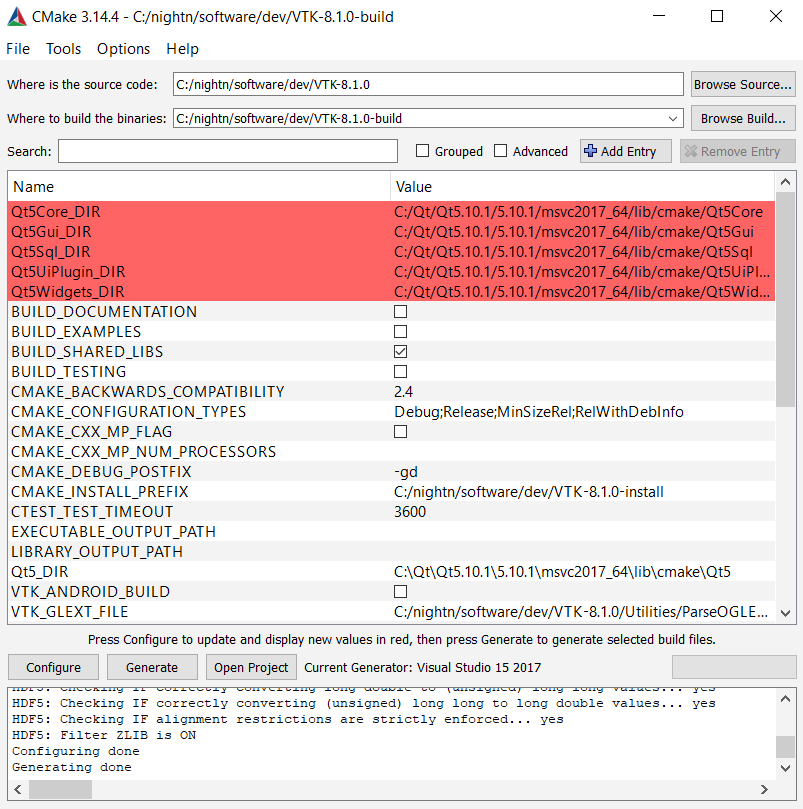 CMake 3.14.4 - C:/nightn/software/dev/VTK-8.1.0-build
File Tools Options Help
Where is the source code: C:/nightn/software/dev/VTK-8.1.0 Browse Source...
Where to build the binaries: C:/nightn/software/dev/VTK-8.1.0-build Browse Build...
Search: Grouped Advanced Add Entry Remove Entry
Name Value
Qt5Core_DIR C:/Qt/Qt5.10.1/5.10.1/msvc2017_64/lib/cmake/Qt5Core
Qt5Gui_DIR C:/Qt/Qt5.10.1/5.10.1/msvc2017_64/lib/cmake/Qt5Gui
Qt5Sql_DIR C:/Qt/Qt5.10.1/5.10.1/msvc2017_64/lib/cmake/Qt5Sql
Qt5UiPlugin_DIR C:/Qt/Qt5.10.1/5.10.1/msvc2017_64/lib/cmake/Qt5UiPl...
Qt5Widgets_DIR C:/Qt/Qt5.10.1/5.10.1/msvc2017_64/lib/cmake/Qt5Wid...
BUILD_DOCUMENTATION
BUILD_EXAMPLES
BUILD_SHARED_LIBS
BUILD_TESTING
CMAKE_BACKWARDS_COMPATIBILITY 2.4
CMAKE_CONFIGURATION_TYPES Debug;Release;MinSizeRel;RelWithDebInfo
CMAKE_CXX_MP_FLAG
CMAKE_CXX_MP_NUM_PROCESSORS
CMAKE_DEBUG_POSTFIX -gd
CMAKE_INSTALL_PREFIX C:/nightn/software/dev/VTK-8.1.0-install
CTEST_TEST_TIMEOUT 3600
EXECUTABLE_OUTPUT_PATH
LIBRARY_OUTPUT_PATH
Qt5_DIR C:\Qt\Qt5.10.1\5.10.1\msvc2017_64\lib\cmake\Qt5
VTK_ANDROID_BUILD
VTK_GLEXT_FILE C:/nightn/software/dev/VTK-8.1.0/Utilities/ParseOGLE...
Press Configure to update and display new values in red, then press Generate to generate selected build files.
Configure Generate Open Project Current Generator: Visual Studio 15 2017
HDF5: Checking IF correctly converting long double to (unsigned) long long values... yes
HDF5: Checking IF correctly converting (unsigned) long long to long double values... yes
HDF5: Checking IF alignment restrictions are strictly enforced... yes
HDF5: Filter ZLIB is ON
Configuring done
Generating done